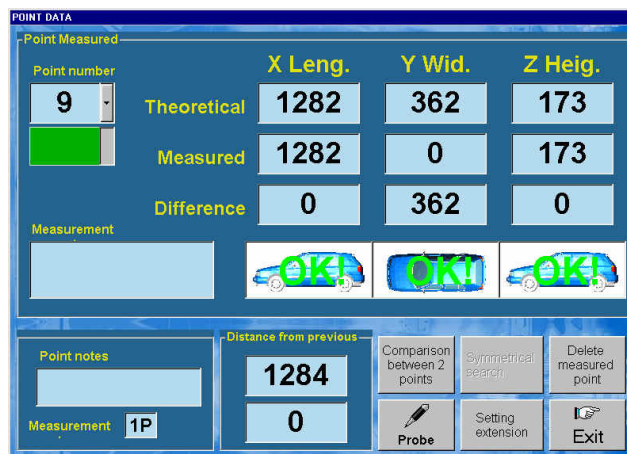 POINT DATA
Point Measured
Point number
X Leng. Y Wid. Z Heig.
9
Theoretical 1282 362 173
Measured 1282 0 173
Difference 0 362 0
Measurement
OK! OK! OK!
Point notes
Measurement 1P
Distance from previous
1284
0
Comparison
between 2
points
Symmetrical
search
Delete
measured
point
Probe
Setting
extension
Exit